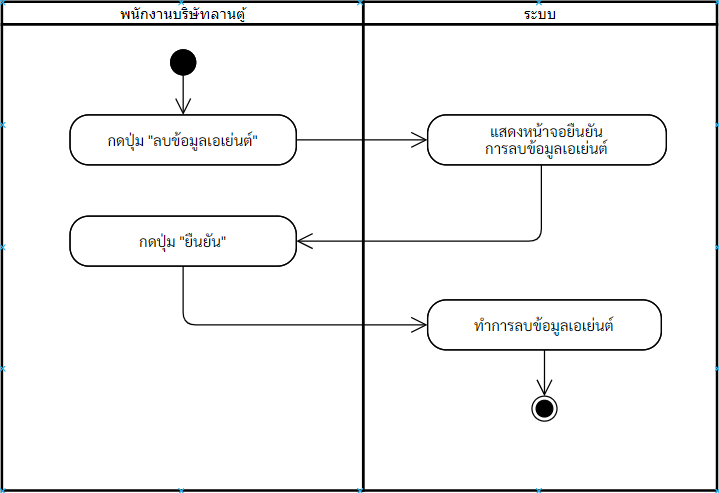 พนักงานบริษัทลานตู้
ระบบ
กดปุ่ม "ลบข้อมูลเอเย่นต์"
แสดงหน้าจอยืนยัน
การลบข้อมูลเอเย่นต์
กดปุ่ม "ยืนยัน"
ทำการลบข้อมูลเอเย่นต์